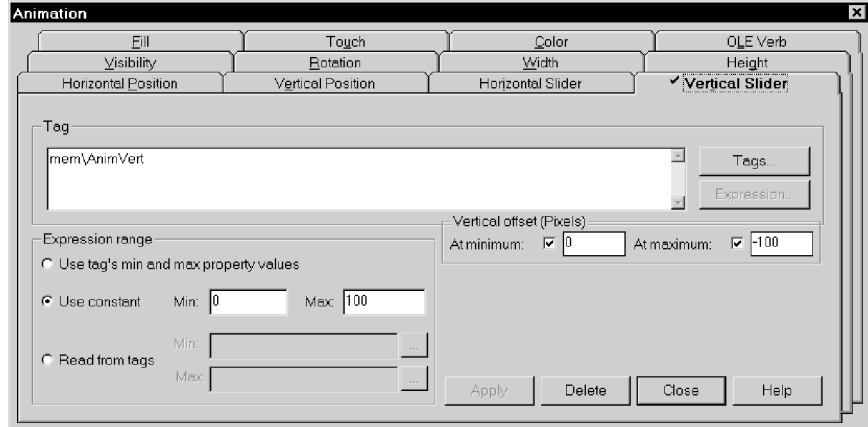 Animation
Fill Touch Color OLE Verb
Visibility Rotation Width Height
Horizontal Position Vertical Position Horizontal Slider Vertical Slider
Tag
mem\AnimVert
Tags...
Expression...
Vertical offset (Pixels)
At minimum: 0 At maximum: -100
Expression range
Use tag's min and max property values
Use constant Min: 0 Max: 100
Min: ...
Read from tags
Max: ...
Apply Delete Close Help